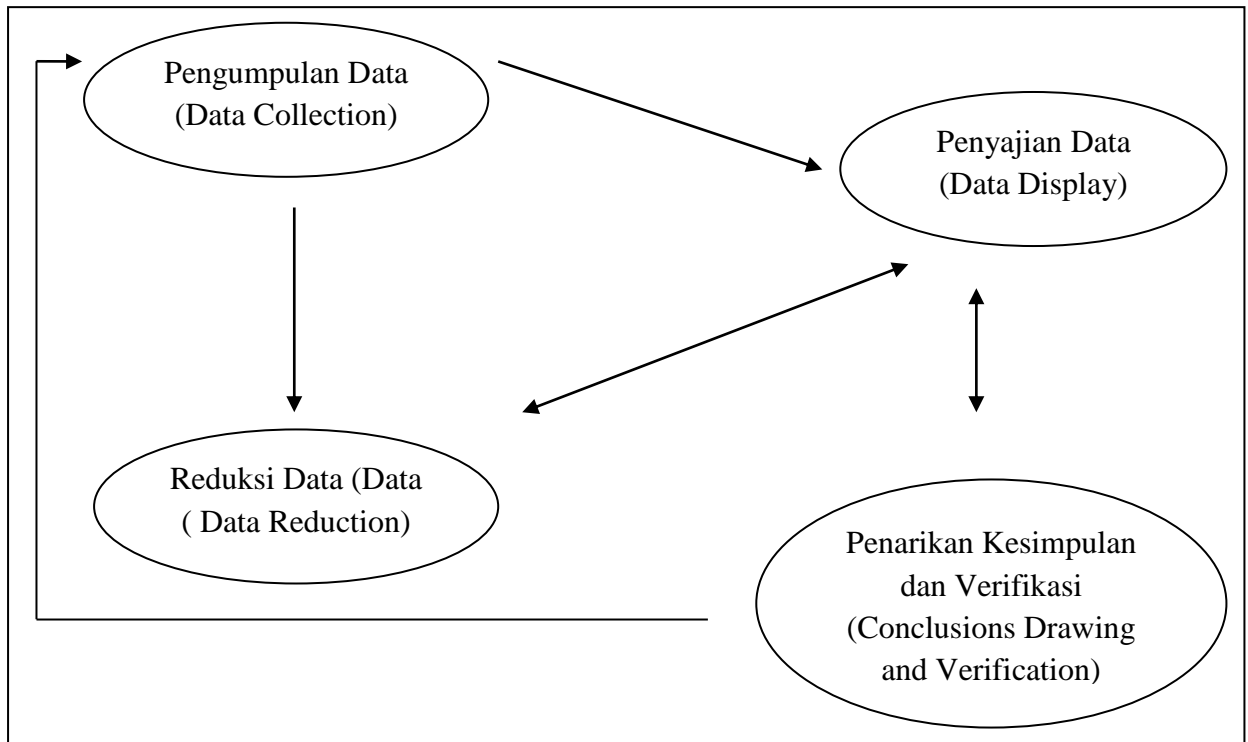 Pengumpulan Data
(Data Collection)
Penyajian Data
(Data Display)
Reduksi Data (Data
( Data Reduction)
Penarikan Kesimpulan
dan Verifikasi
(Conclusions Drawing
and Verification)